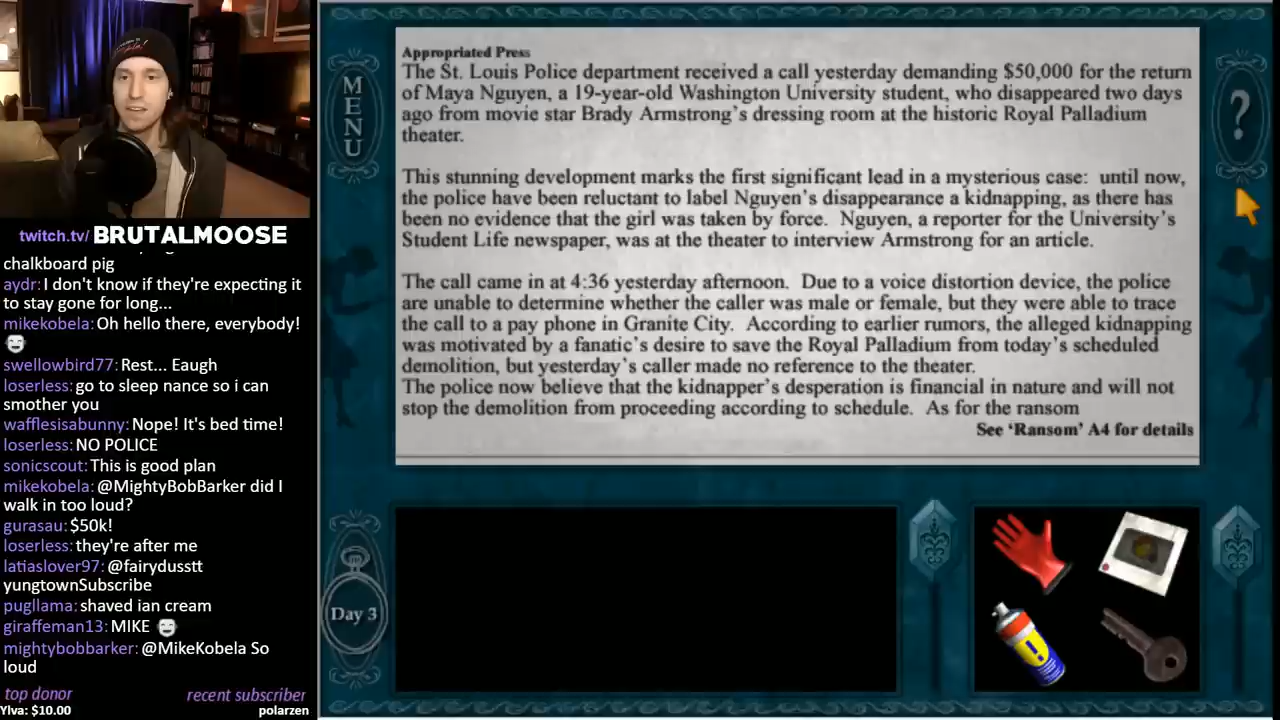 twitch.tv/ BRUTALMOOSE
chalkboard pig
aydr: I don't know if they're expecting it
to stay gone for long...
mikekobela: Oh hello there, everybody!
swellowbird77: Rest... Eaugh
loserless: go to sleep nance so i can
smother you
wafflesisabunny: Nope! It's bed time!
loserless: NO POLICE
sonicscout: This is good plan
mikekobela: @MightyBobBarker did I
walk in too loud?
gurasau: $50k!
loserless: they're after me
latiaslover97: @fairydusstt
yungtownSubscribe
pugllama: shaved ian cream
giraffeman13: MIKE
mightybobbarker: @MikeKobela So
loud
top donor
recent subscriber
Ylva: $10.00
polarzen
MENU
Appropriated Press
The St. Louis Police department received a call yesterday demanding $50,000 for the return
of Maya Nguyen, a 19-year-old Washington University student, who disappeared two days
ago from movie star Brady Armstrong's dressing room at the historic Royal Palladium
theater.
This stunning development marks the first significant lead in a mysterious case: until now,
the police have been reluctant to label Nguyen's disappearance a kidnapping, as there has
been no evidence that the girl was taken by force. Nguyen, a reporter for the University's
Student Life newspaper, was at the theater to interview Armstrong for an article.
The call came in at 4:36 yesterday afternoon. Due to a voice distortion device, the police
are unable to determine whether the caller was male or female, but they were able to trace
the call to a pay phone in Granite City. According to earlier rumors, the alleged kidnapping
was motivated by a fanatic's desire to save the Royal Palladium from today's scheduled
demolition, but yesterday's caller made no reference to the theater.
The police now believe that the kidnapper's desperation is financial in nature and will not
stop the demolition from proceeding according to schedule. As for the ransom
See 'Ransom' A4 for details
?
Day 3
!